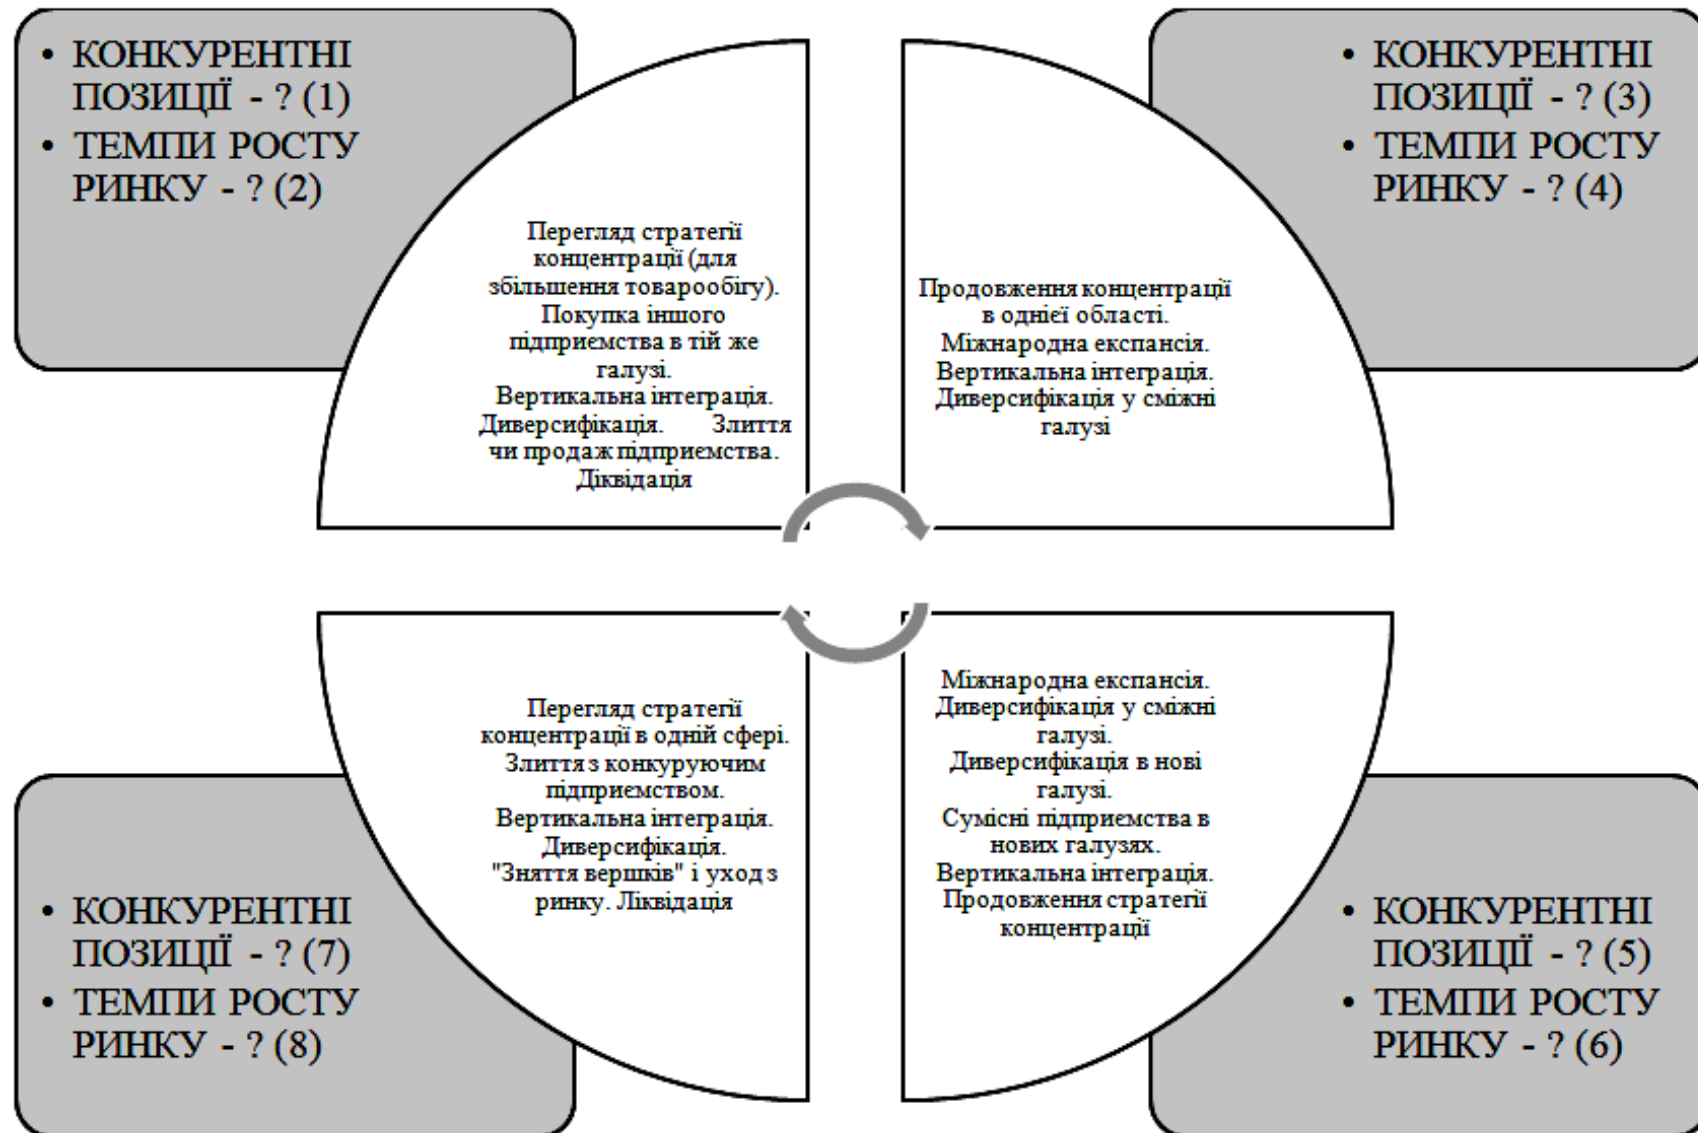 • КОНКУРЕНТНІ
ПОЗИЦІЇ - ? (1)
• ТЕМПИ РОСТУ
РИНКУ - ? (2)
Перегляд стратегії
концентрації (для
збільшення товарообігу).
Покупка іншого
підприємства в тій же
галузі.
Вертикальна інтеграція.
Диверсифікація. Злиття
чи продаж підприємства.
Діквідація
• КОНКУРЕНТНІ
ПОЗИЦІЇ - ? (3)
• ТЕМПИ РОСТУ
РИНКУ - ? (4)
Продовження концентрації
в однієї області.
Міжнародна експансія.
Вертикальна інтеграція.
Диверсифікація у сміжні
галузі
Перегляд стратегії
концентрації в одній сфері.
Злиття з конкуруючим
підприємством.
Вертикальна інтеграція.
Диверсифікація.
"Зняття вершків" і уход з
ринку. Ліквідація
• КОНКУРЕНТНІ
ПОЗИЦІЇ - ? (7)
• ТЕМПИ РОСТУ
РИНКУ - ? (8)
Міжнародна експансія.
Диверсифікація у сміжні
галузі.
Диверсифікація в нові
галузі.
Сумісні підприємства в
нових галузях.
Вертикальна інтеграція.
Продовження стратегії
концентрації
• КОНКУРЕНТНІ
ПОЗИЦІЇ - ? (5)
• ТЕМПИ РОСТУ
РИНКУ - ? (6)